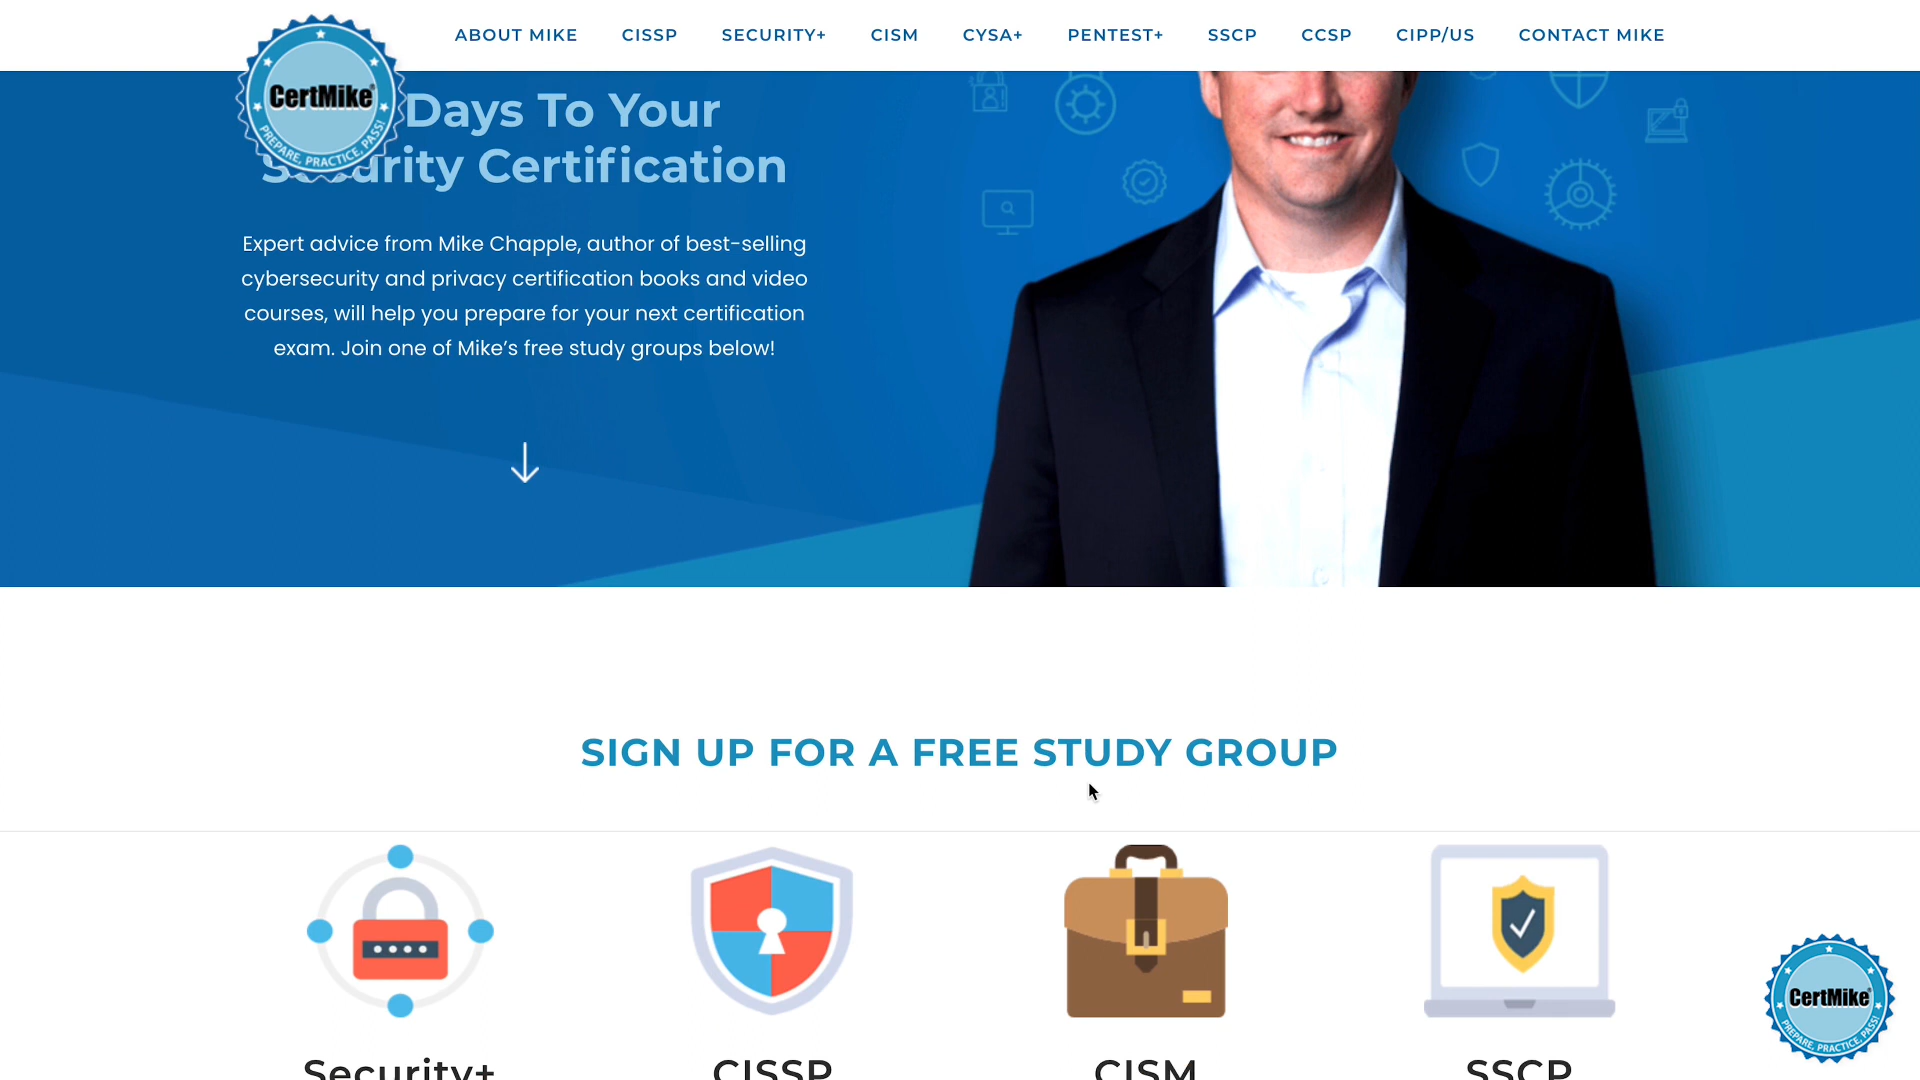 ABOUT MIKE CISSP SECURITY+ CISM CYSA+ PENTEST+ SSCP CCSP CIPP/US CONTACT MIKE
CertMike®
PREPARE, PRACTICE, PASS!
Days To Your
Security Certification
Expert advice from Mike Chapple, author of best-selling
cybersecurity and privacy certification books and video
courses, will help you prepare for your next certification
exam. Join one of Mike's free study groups below!
SIGN UP FOR A FREE STUDY GROUP
Security+ CISSP CISM SSCP
CertMike®
PREPARE, PRACTICE, PASS!